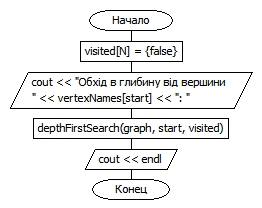 Начало
visited[N] = {false}
cout << "Обхід в глибину від вершини
" << vertexNames[start] << ": "
depthFirstSearch(graph, start, visited)
cout << endl
Конец